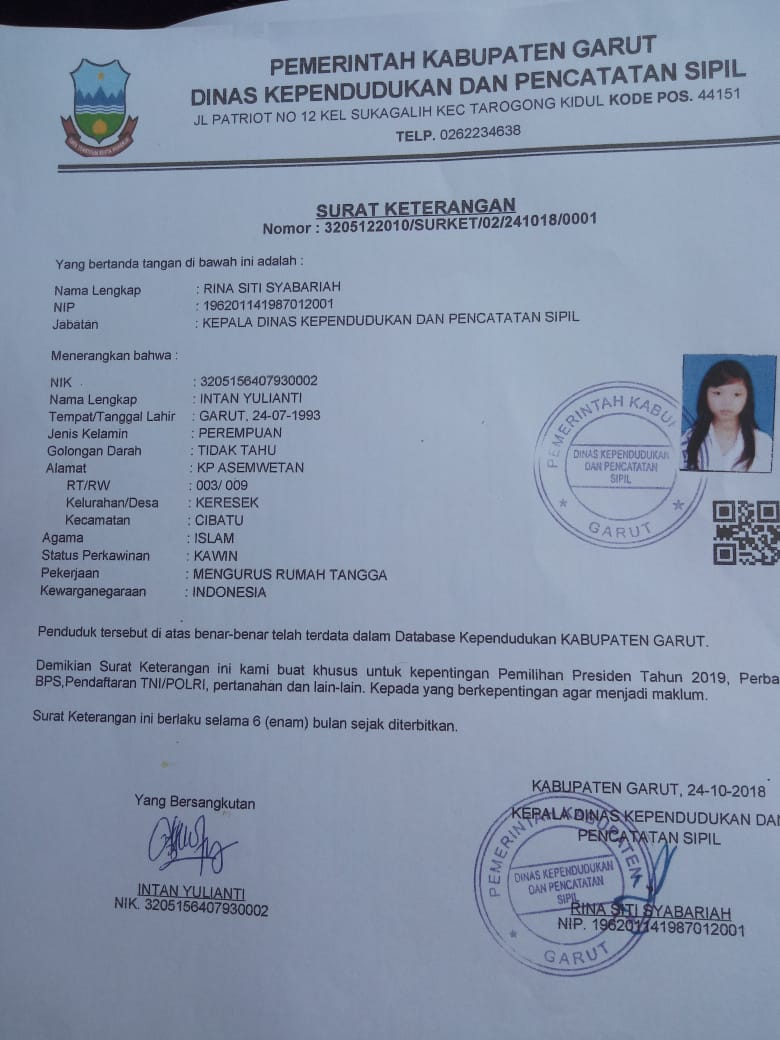 PEMERINTAH KABUPATEN GARUT
DINAS KEPENDUDUKAN DAN PENCATATAN SIPIL
JL PATRIOT NO 12 KEL SUKAGALIH KEC TAROGONG KIDUL KODE POS. 44151
TELP. 0262234638
SURAT KETERANGAN
Nomor : 3205122010/SURKET/02/241018/0001
Yang bertanda tangan di bawah ini adalah :
Nama Lengkap : RINA SITI SYABARIAH
NIP : 196201141987012001
Jabatan : KEPALA DINAS KEPENDUDUKAN DAN PENCATATAN SIPIL
Menerangkan bahwa :
NIK : 3205156407930002
Nama Lengkap : INTAN YULIANTI
Tempat/Tanggal Lahir : GARUT, 24-07-1993
Jenis Kelamin : PEREMPUAN
Golongan Darah : TIDAK TAHU
Alamat : KP ASEMWETAN
RT/RW : 003/ 009
Kelurahan/Desa : KERESEK
Kecamatan : CIBATU
Agama : ISLAM
Status Perkawinan : KAWIN
Pekerjaan : MENGURUS RUMAH TANGGA
Kewarganegaraan : INDONESIA
PEMERINTAH KABU
DINAS KEPENDUDUKAN
DAN PENCATATAN
SIPIL
GARUT
Penduduk tersebut di atas benar-benar telah terdata dalam Database Kependudukan KABUPATEN GARUT.
Demikian Surat Keterangan ini kami buat khusus untuk kepentingan Pemilihan Presiden Tahun 2019, Perba
BPS,Pendaftaran TNI/POLRI, pertanahan dan lain-lain. Kepada yang berkepentingan agar menjadi maklum.
Surat Keterangan ini berlaku selama 6 (enam) bulan sejak diterbitkan.
Yang Bersangkutan
INTAN YULIANTI
NIK. 3205156407930002
KABUPATEN GARUT, 24-10-2018
KEPALA DINAS KEPENDUDUKAN DAN
PENCATATAN SIPIL
PEMERINTAH KABUPATEN
DINAS KEPENDUDUKAN
DAN PENCATATAN
SIPIL
GARUT
RINA SITI SYABARIAH
NIP. 196201141987012001